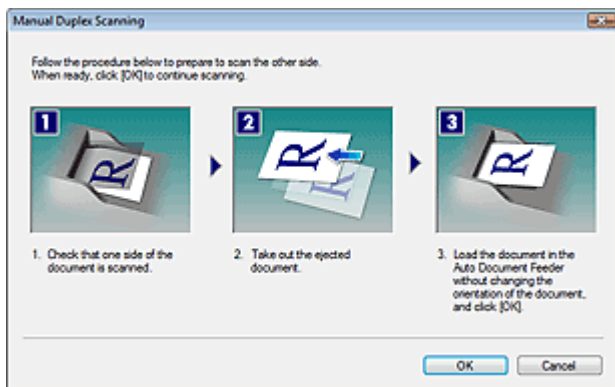 Manual Duplex Scanning
Follow the procedure below to prepare to scan the other side.
When ready, click [OK] to continue scanning.
1
R
2
R
R
3
R
1. Check that one side of the
document is scanned.
2. Take out the ejected
document.
3. Load the document in the
Auto Document Feeder
without changing the
orientation of the document,
and click [OK].
OK
Cancel